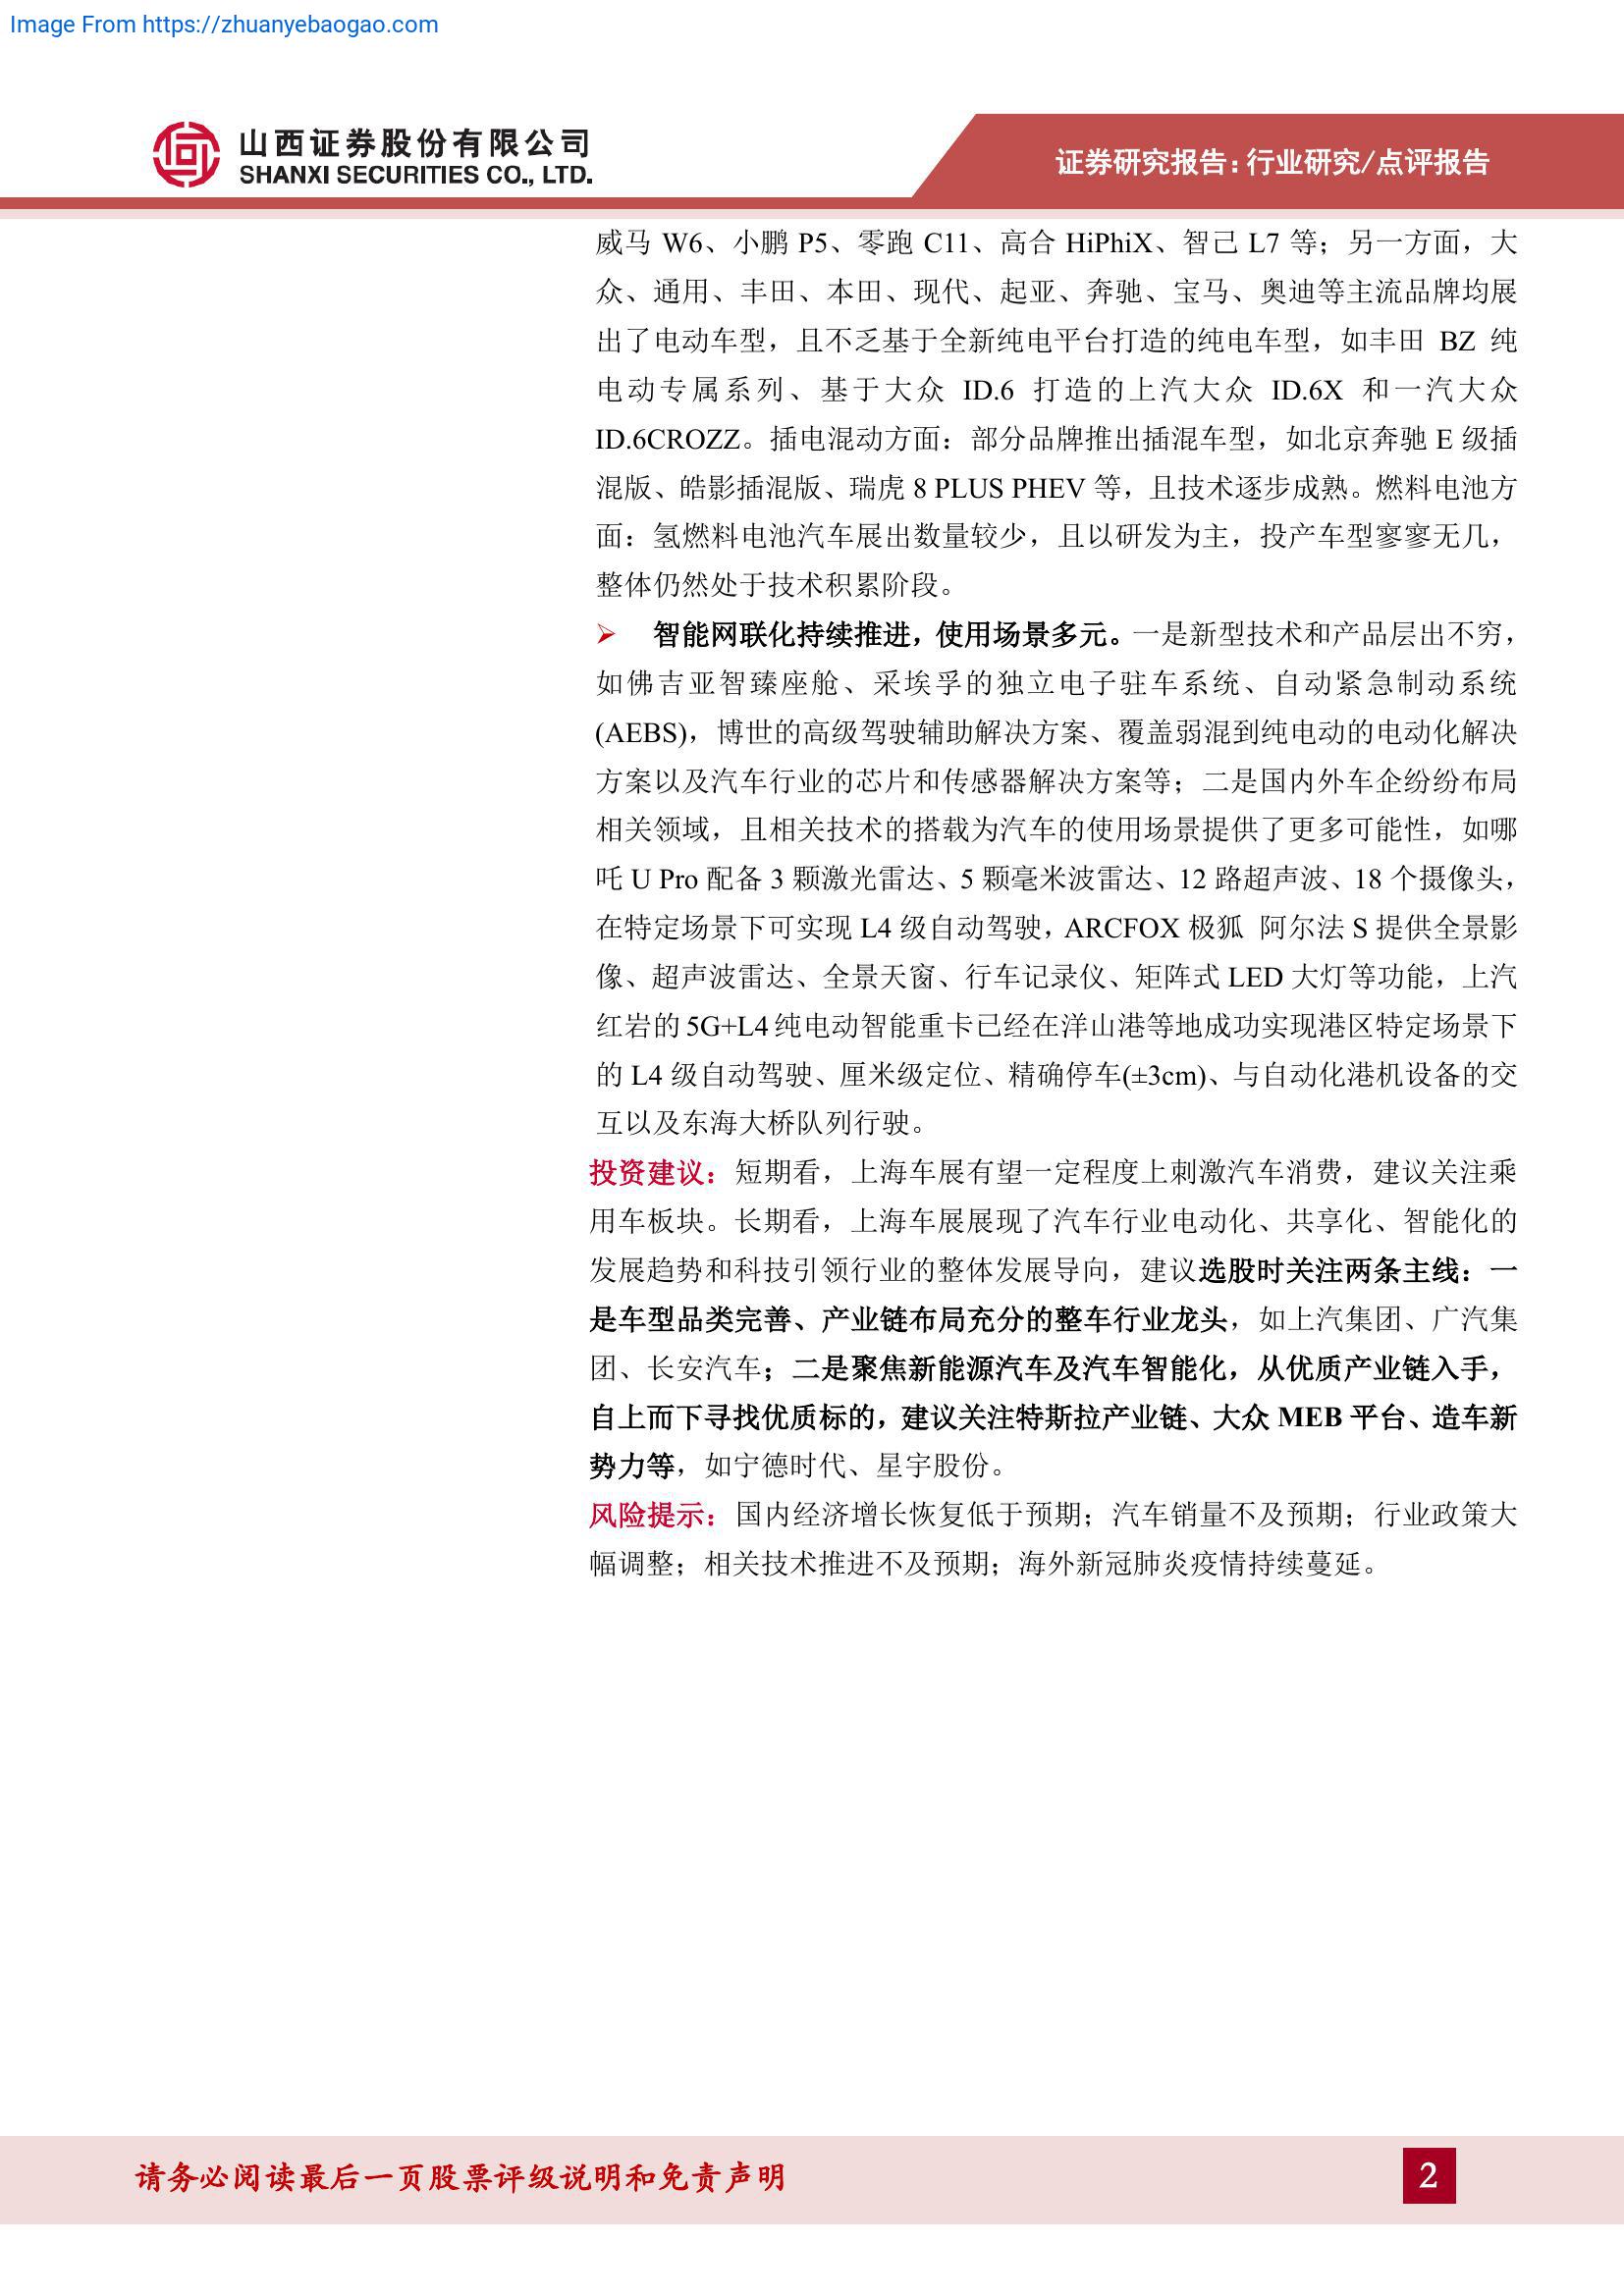 Image From https://zhuanyebaogao.com
山西证券股份有限公司
SHANXI SECURITIES CO., LTD.
证券研究报告：行业研究/点评报告
威马 W6、小鹏 P5、零跑 C11、高合 HiPhiX、智己 L7 等；另一方面，大
众、通用、丰田、本田、现代、起亚、奔驰、宝马、奥迪等主流品牌均展
出了电动车型，且不乏基于全新纯电平台打造的纯电车型，如丰田 BZ 纯
电动专属系列、基于大众 ID.6 打造的上汽大众 ID.6X 和一汽大众
ID.6CROZZ。插电混动方面：部分品牌推出插混车型，如北京奔驰 E 级插
混版、皓影插混版、瑞虎 8 PLUS PHEV 等，且技术逐步成熟。燃料电池方
面：氢燃料电池汽车展出数量较少，且以研发为主，投产车型寥寥无几，
整体仍然处于技术积累阶段。
➢ 智能网联化持续推进，使用场景多元。一是新型技术和产品层出不穷，
如佛吉亚智臻座舱、采埃孚的独立电子驻车系统、自动紧急制动系统
(AEBS)，博世的高级驾驶辅助解决方案、覆盖弱混到纯电动的电动化解决
方案以及汽车行业的芯片和传感器解决方案等；二是国内外车企纷纷布局
相关领域，且相关技术的搭载为汽车的使用场景提供了更多可能性，如哪
吒 U Pro 配备 3 颗激光雷达、5 颗毫米波雷达、12 路超声波、18 个摄像头，
在特定场景下可实现 L4 级自动驾驶，ARCFOX 极狐 阿尔法 S 提供全景影
像、超声波雷达、全景天窗、行车记录仪、矩阵式 LED 大灯等功能，上汽
红岩的 5G+L4 纯电动智能重卡已经在洋山港等地成功实现港区特定场景下
的 L4 级自动驾驶、厘米级定位、精确停车(±3cm)、与自动化港机设备的交
互以及东海大桥队列行驶。
投资建议：短期看，上海车展有望一定程度上刺激汽车消费，建议关注乘
用车板块。长期看，上海车展展现了汽车行业电动化、共享化、智能化的
发展趋势和科技引领行业的整体发展导向，建议选股时关注两条主线：一
是车型品类完善、产业链布局充分的整车行业龙头，如上汽集团、广汽集
团、长安汽车；二是聚焦新能源汽车及汽车智能化，从优质产业链入手，
自上而下寻找优质标的，建议关注特斯拉产业链、大众 MEB 平台、造车新
势力等，如宁德时代、星宇股份。
风险提示：国内经济增长恢复低于预期；汽车销量不及预期；行业政策大
幅调整；相关技术推进不及预期；海外新冠肺炎疫情持续蔓延。
请务必阅读最后一页股票评级说明和免责声明
2